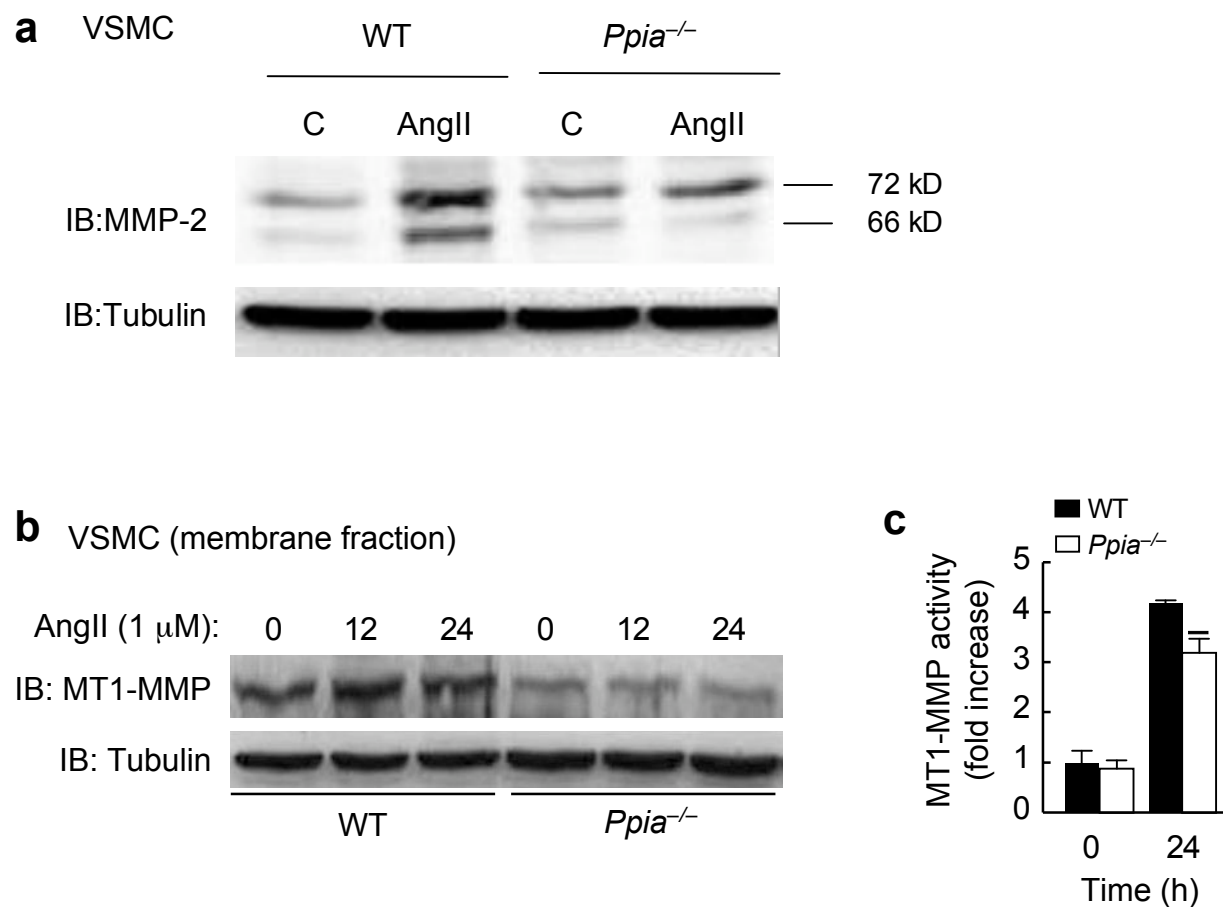 a VSMC
WT Ppia–/–
C AngII C AngII
IB:MMP-2
72 kD
66 kD
IB:Tubulin
b VSMC (membrane fraction)
AngII (1 μM): 0 12 24 0 12 24
IB: MT1-MMP
IB: Tubulin
WT Ppia–/–
c
WT
Ppia–/–
MT1-MMP activity
(fold increase)
5
4
3
2
1
0
0 24
Time (h)